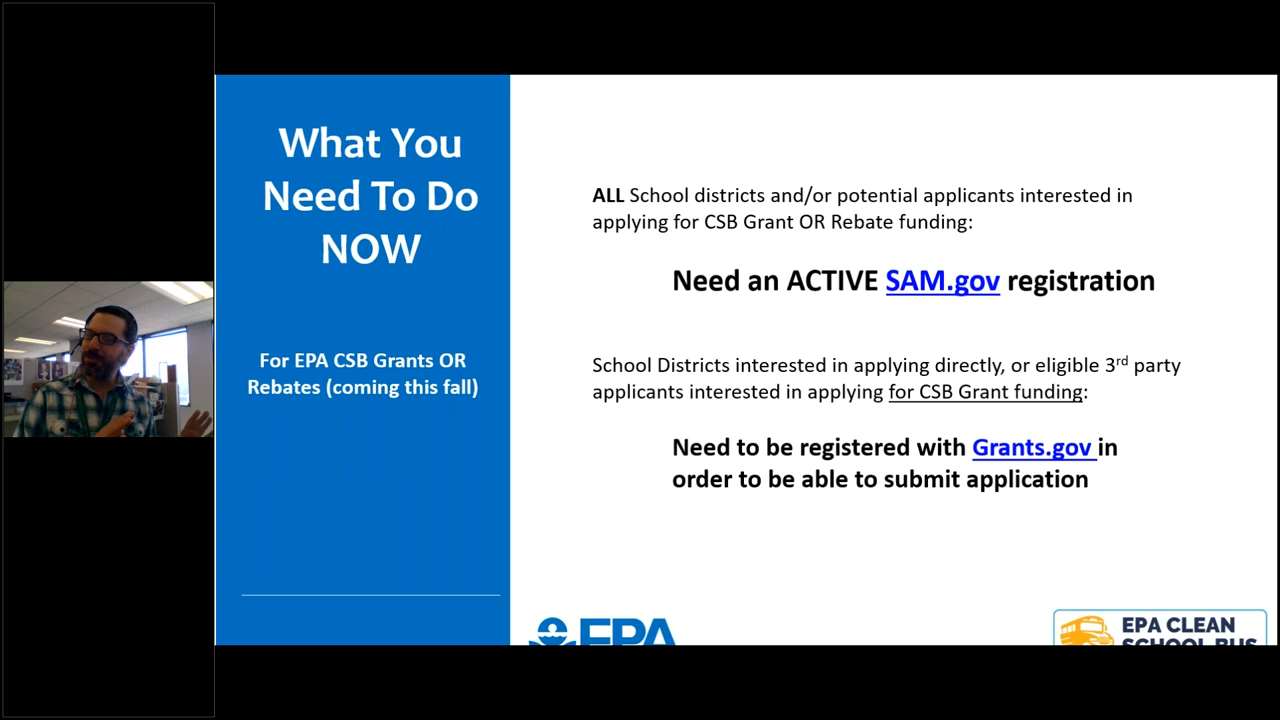 What You
Need To Do
NOW
For EPA CSB Grants OR
Rebates (coming this fall)
ALL School districts and/or potential applicants interested in
applying for CSB Grant OR Rebate funding:
Need an ACTIVE SAM.gov registration
School Districts interested in applying directly, or eligible 3rd party
applicants interested in applying for CSB Grant funding:
Need to be registered with Grants.gov in
order to be able to submit application
EPA
EPA CLEAN
SCHOOL BUS